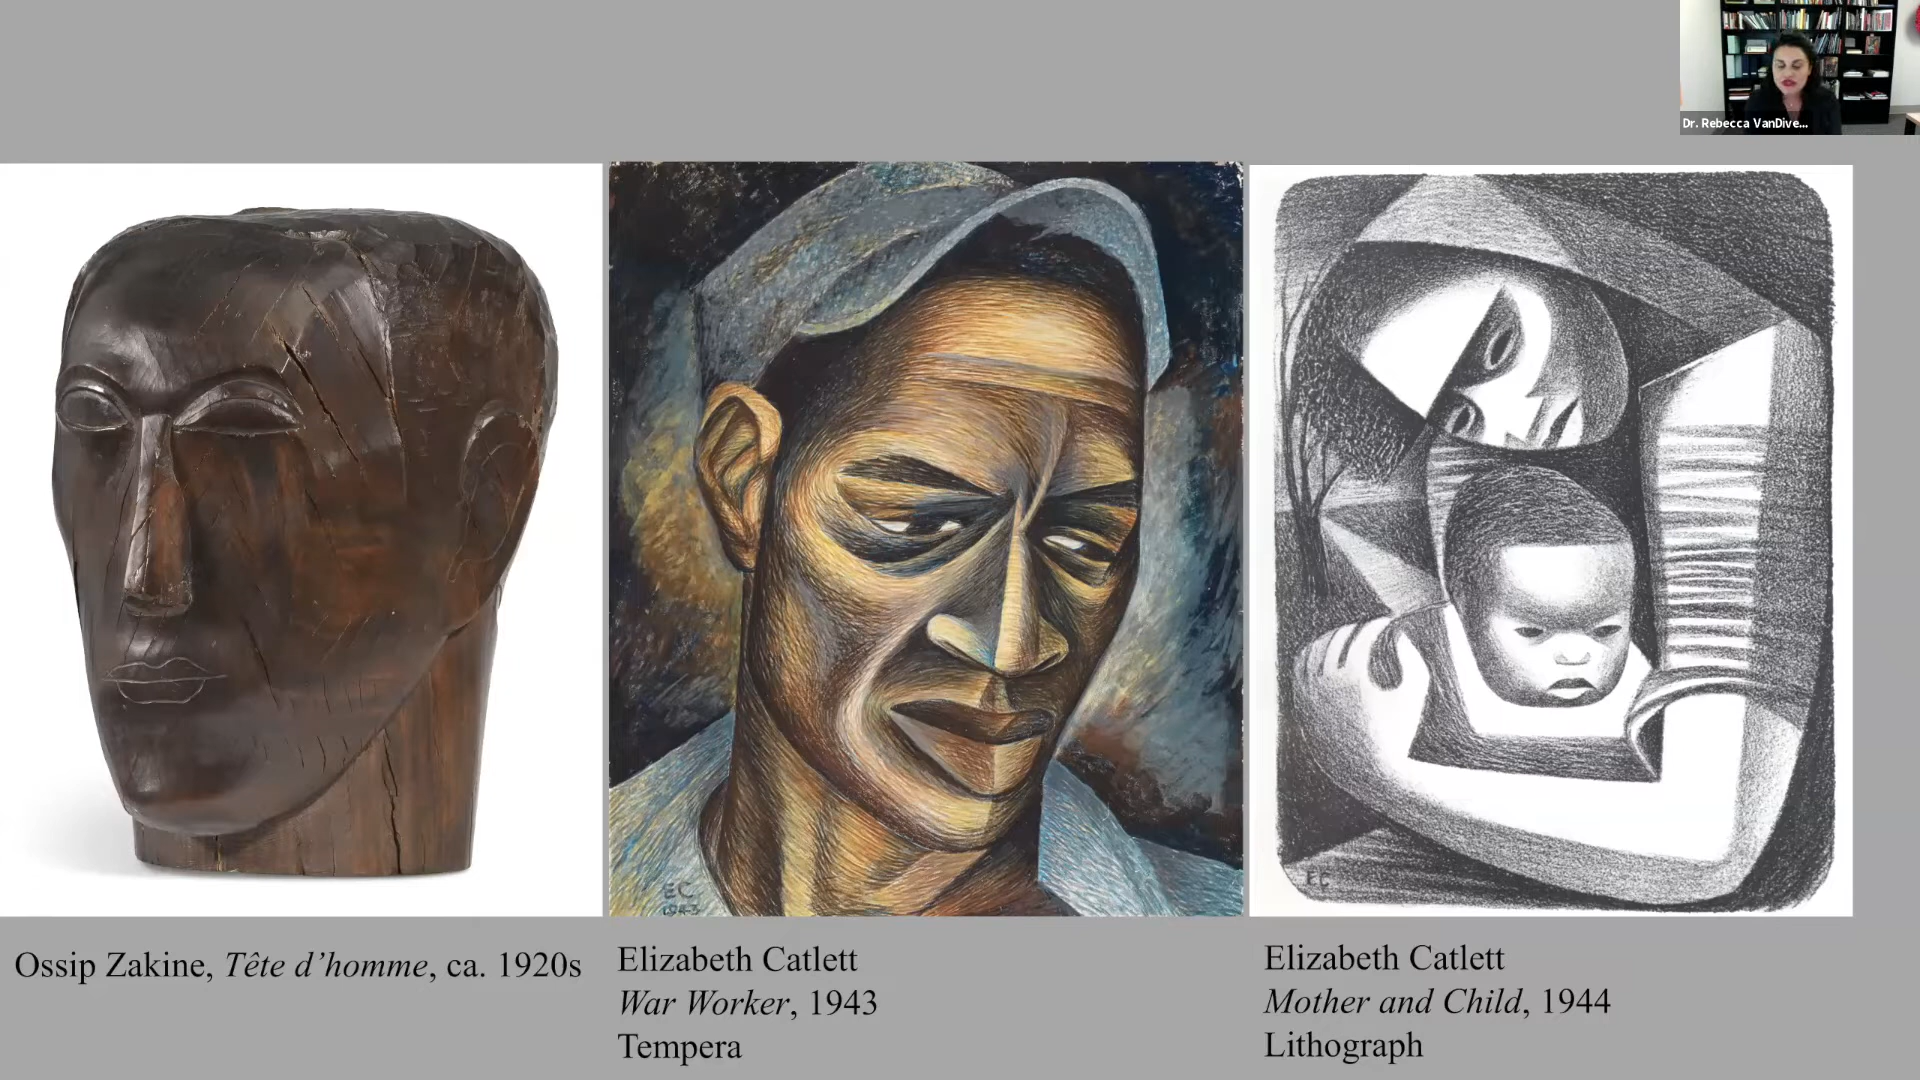 Dr. Rebecca VanDive...
EC
1943
EC
Ossip Zakine, Tête d’homme, ca. 1920s
Elizabeth Catlett
War Worker, 1943
Tempera
Elizabeth Catlett
Mother and Child, 1944
Lithograph